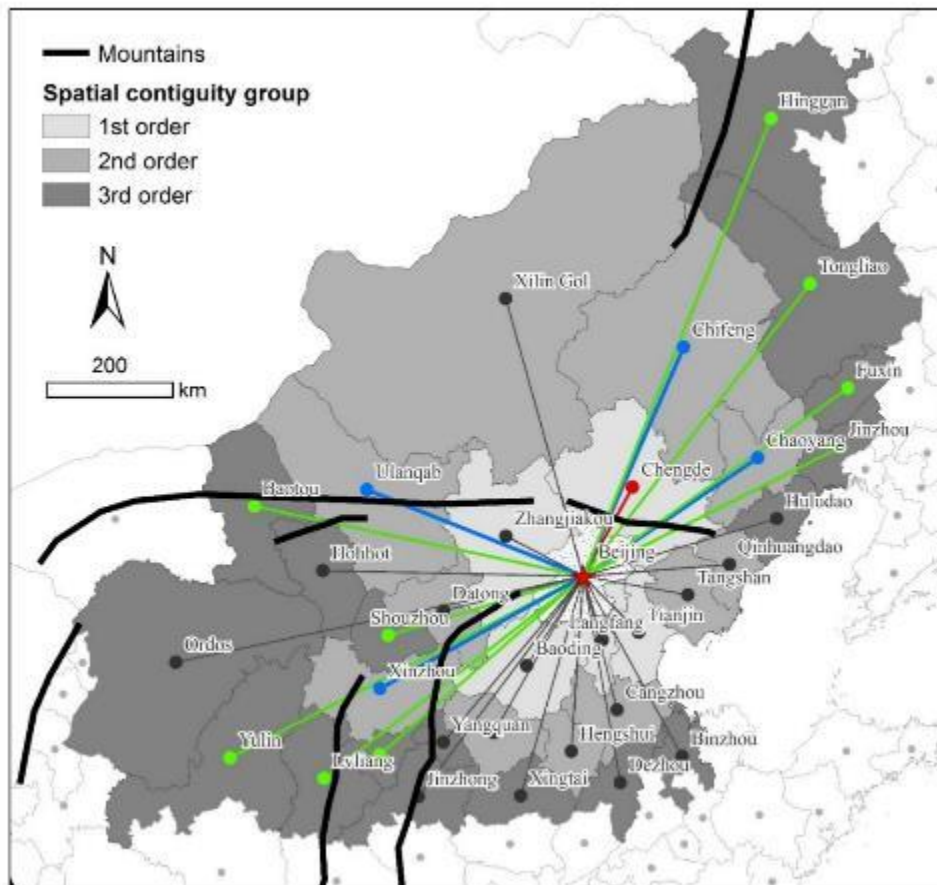 Mountains
Spatial contiguity group
1st order
2nd order
3rd order
N
200
km
Hinggan
Tongliao
Xilin Gol
Chifeng
Fuxin
Jinzhou
Chaoyang
Chengde
Ulanqab
Baotou
Huludao
Zhangjiakou
Hohhot
Beijing
Qinhuangdao
Tangshan
Datong
Shouzhou
Tianjin
Langfang
Ordos
Baoding
Xinzhou
Cangzhou
Yangquan
Hengshui
Binzhou
Yulin
Lvliang
Jinzhong
Xingtai
Dezhou